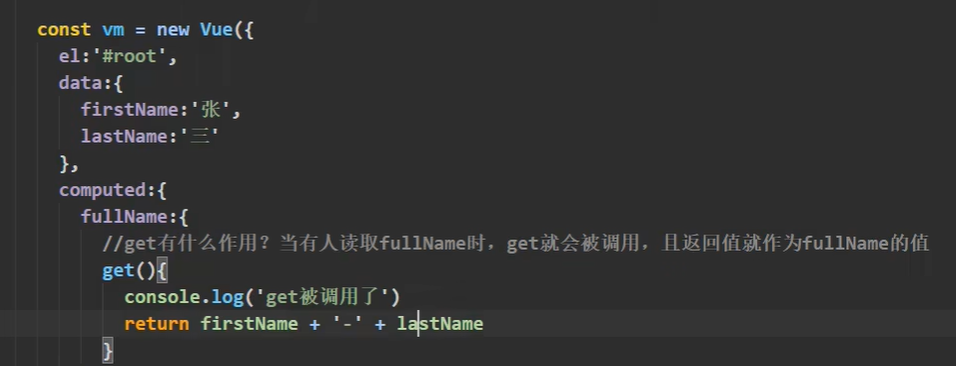 const vm = new Vue({
el:'#root',
data:{
firstName:'张',
lastName:'三'
},
computed:{
fullName:{
//get有什么作用？当有人读取fullName时，get就会被调用，且返回值就作为fullName的值
get(){
console.log('get被调用了')
return firstName + '-' + lastName
}